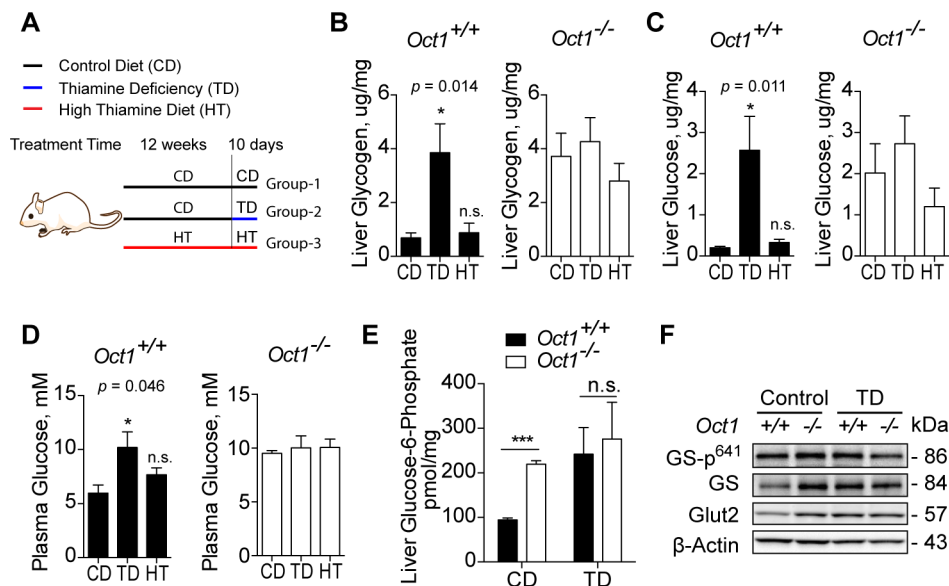 A
Control Diet (CD)
Thiamine Deficiency (TD)
High Thiamine Diet (HT)
Treatment Time 12 weeks 10 days
CD CD Group-1
CD TD Group-2
HT HT Group-3
B
Oct1+/+ Oct1-/-
Liver Glycogen, ug/mg
p = 0.014
*
n.s.
6
4
2
0
CD TD HT
Liver Glycogen, ug/mg
6
4
2
0
CD TD HT
C
Oct1+/+ Oct1-/-
Liver Glucose, ug/mg
p = 0.011
*
n.s.
4
3
2
1
0
CD TD HT
Liver Glucose, ug/mg
4
3
2
1
0
CD TD HT
D
Oct1+/+ Oct1-/-
Plasma Glucose, mM
p = 0.046
*
n.s.
15
10
5
0
CD TD HT
Plasma Glucose, mM
15
10
5
0
CD TD HT
E
Oct1+/+
Oct1-/-
Liver Glucose-6-Phosphate
pmol/mg
400
300
200
100
0
***
n.s.
CD TD
F
Control TD
Oct1 +/+ -/- +/+ -/- kDa
GS-p641 - 86
GS - 84
Glut2 - 57
β-Actin - 43